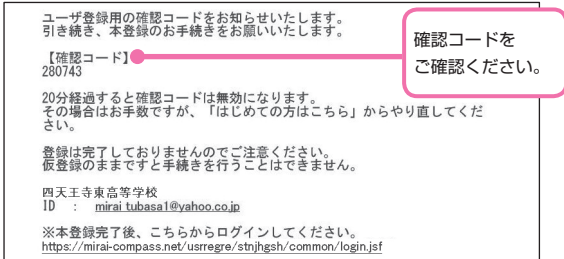 ユーザ登録用の確認コードをお知らせいたします。
引き続き、本登録のお手続きをお願いいたします。
【確認コード】
280743
確認コードを
ご確認ください。
20分経過すると確認コードは無効になります。
その場合はお手数ですが、「はじめての方はこちら」からやり直してくだ
さい。
登録は完了しておりませんのでご注意ください。
仮登録のままですと手続きを行うことはできません。
四天王寺東高等学校
ID ： mirai tubasa1@yahoo.co.jp
※本登録完了後、こちらからログインしてください。
https://mirai-compass.net/usrregre/stnjhgsh/common/login.jsf